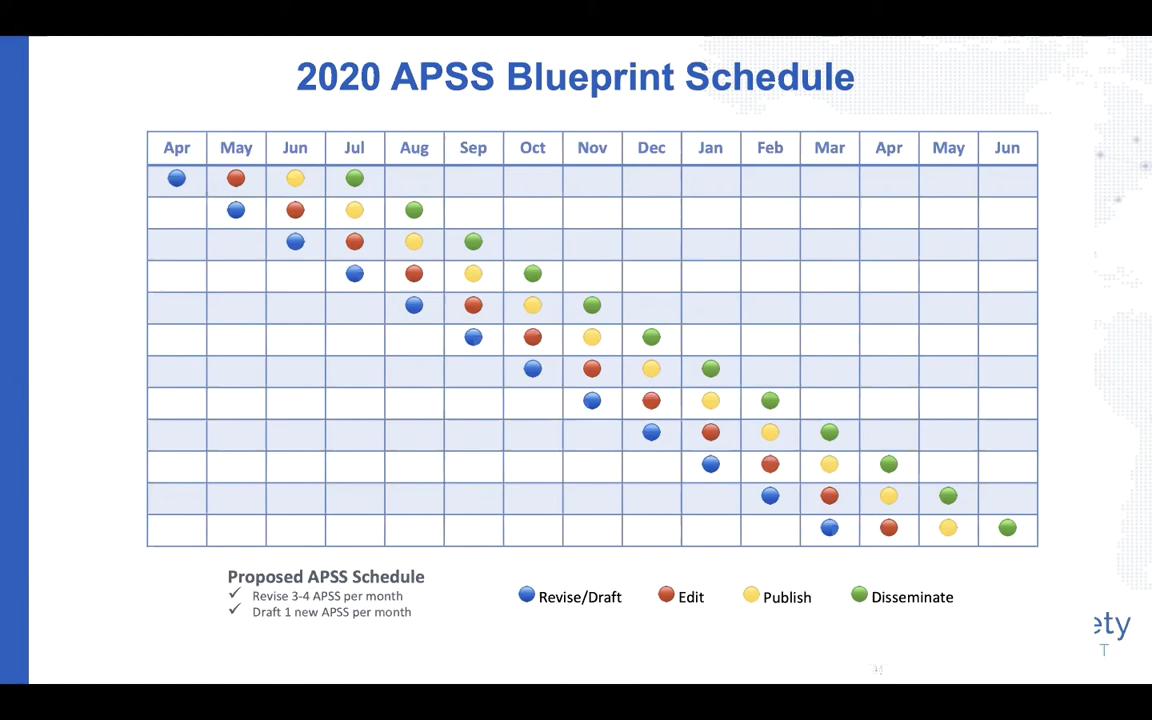 2020 APSS Blueprint Schedule
Apr May Jun Jul Aug Sep Oct Nov Dec Jan Feb Mar Apr May Jun
Proposed APSS Schedule
✓ Revise 3-4 APSS per month
✓ Draft 1 new APSS per month
Revise/Draft Edit Publish Disseminate
ety
T